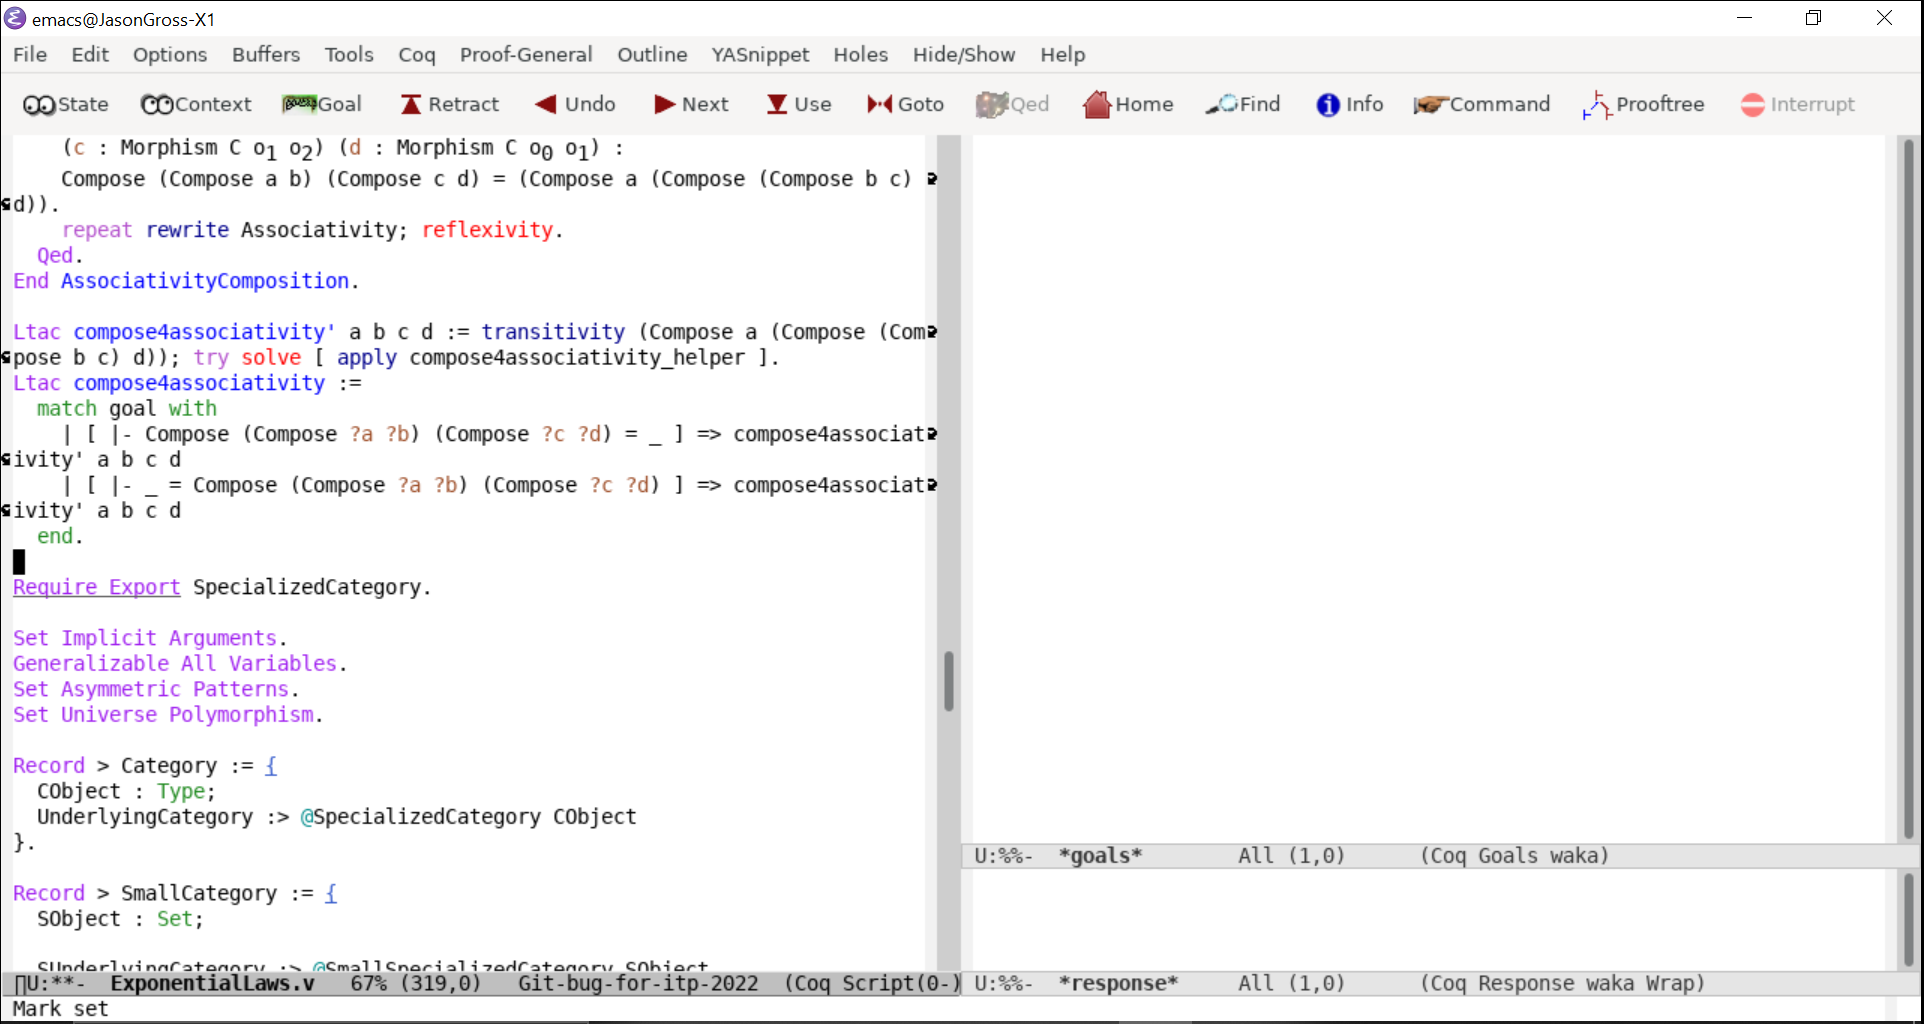 emacs@JasonGross-X1
File Edit Options Buffers Tools Coq Proof-General Outline YASnippet Holes Hide/Show Help
State Context Goal Retract Undo Next Use Goto Qed Home Find Info Command Prooftree Interrupt
(c : Morphism C o₁ o₂) (d : Morphism C o₀ o₁) :
Compose (Compose a b) (Compose c d) = (Compose a (Compose (Compose b c)
d)).
repeat rewrite Associativity; reflexivity.
Qed.
End AssociativityComposition.
Ltac compose4associativity' a b c d := transitivity (Compose a (Compose (Com
pose b c) d)); try solve [ apply compose4associativity_helper ].
Ltac compose4associativity :=
match goal with
| [ |- Compose (Compose ?a ?b) (Compose ?c ?d) = _ ] => compose4associat
ivity' a b c d
| [ |- _ = Compose (Compose ?a ?b) (Compose ?c ?d) ] => compose4associat
ivity' a b c d
end.
Require Export SpecializedCategory.
Set Implicit Arguments.
Generalizable All Variables.
Set Asymmetric Patterns.
Set Universe Polymorphism.
Record > Category := {
CObject : Type;
UnderlyingCategory :> @SpecializedCategory CObject
}.
Record > SmallCategory := {
SObject : Set;
SUnderlyingCategory :> @SmallSpecializedCategory SObject
U:**- ExponentialLaws.v 67% (319,0) Git-bug-for-itp-2022 (Coq Script(0-)
U:%%- *goals* All (1,0) (Coq Goals waka)
U:%%- *response* All (1,0) (Coq Response waka Wrap)
Mark set